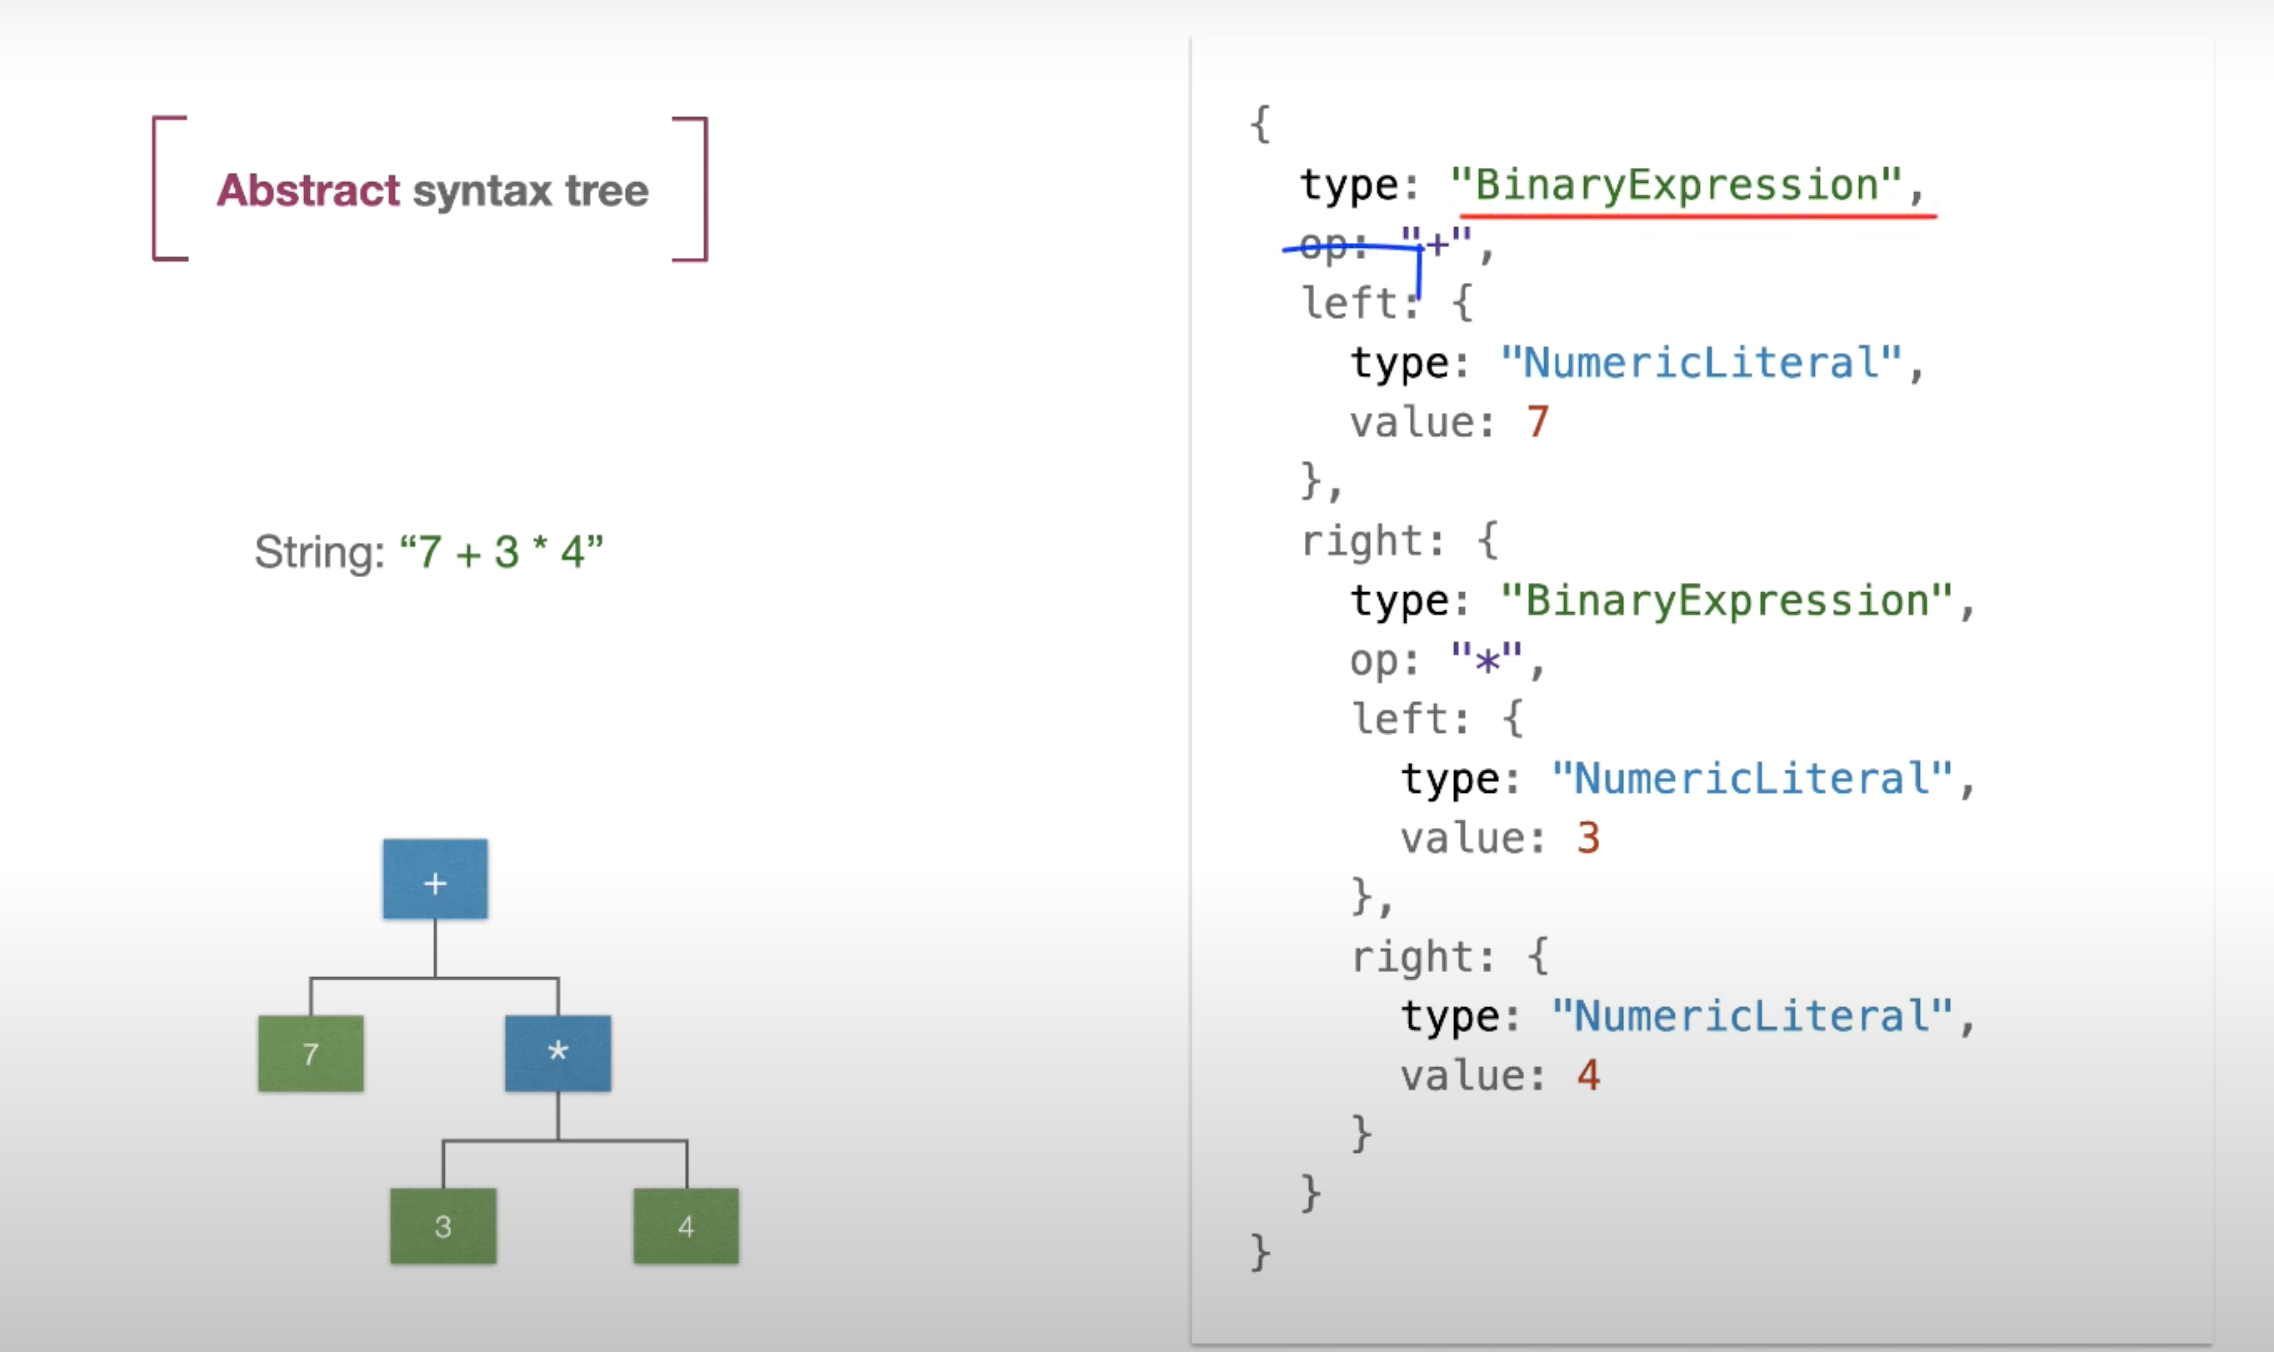 Abstract syntax tree
String: “7 + 3 * 4”
+
7
*
3
4
{
type: "BinaryExpression",
op: "+",
left: {
type: "NumericLiteral",
value: 7
},
right: {
type: "BinaryExpression",
op: "*",
left: {
type: "NumericLiteral",
value: 3
},
right: {
type: "NumericLiteral",
value: 4
}
}
}